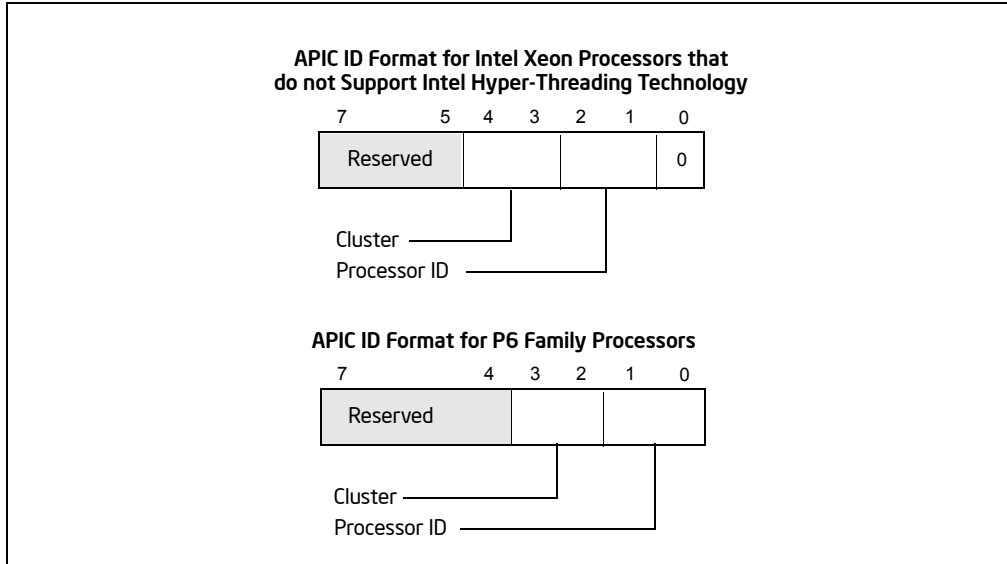 APIC ID Format for Intel Xeon Processors that
do not Support Intel Hyper-Threading Technology
7 5 4 3 2 1 0
Reserved 0
Cluster
Processor ID
APIC ID Format for P6 Family Processors
7 4 3 2 1 0
Reserved
Cluster
Processor ID